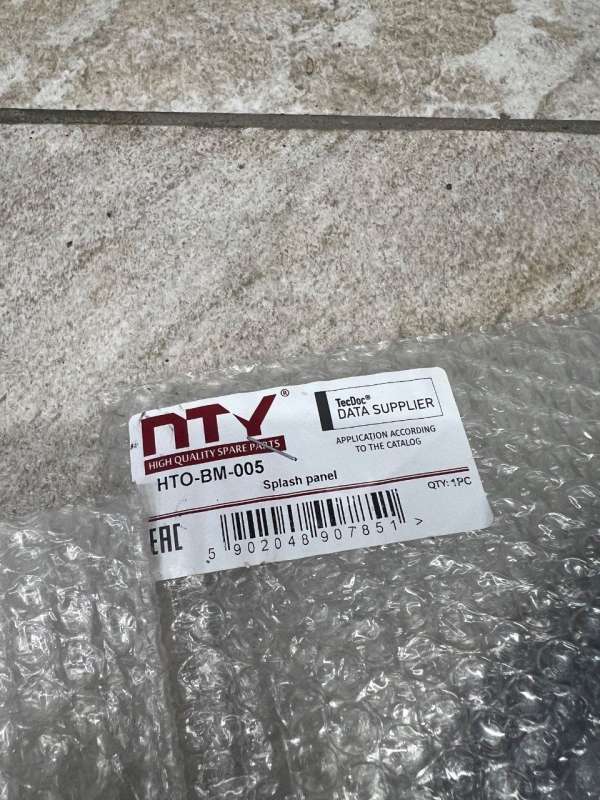 NTY®
HIGH QUALITY SPARE PARTS
TecDoc®
DATA SUPPLIER
APPLICATION ACCORDING
TO THE CATALOG
HTO-BM-005
Splash panel
QTY: 1PC
EAC
5 902048 907851 >